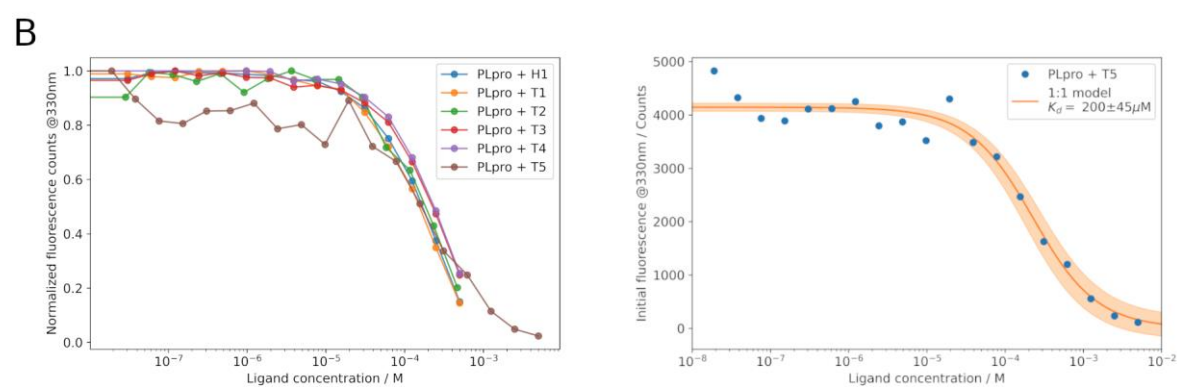 B
Normalized fluorescence counts @330nm
1.0
0.8
0.6
0.4
0.2
0.0
PLpro + H1
PLpro + T1
PLpro + T2
PLpro + T3
PLpro + T4
PLpro + T5
10⁻⁷
10⁻⁶
10⁻⁵
10⁻⁴
10⁻³
Ligand concentration / M
Initial fluorescence @330nm / Counts
5000
4000
3000
2000
1000
0
PLpro + T5
1:1 model
K_d = 200±45μM
10⁻⁸
10⁻⁷
10⁻⁶
10⁻⁵
10⁻⁴
10⁻³
10⁻²
Ligand concentration / M